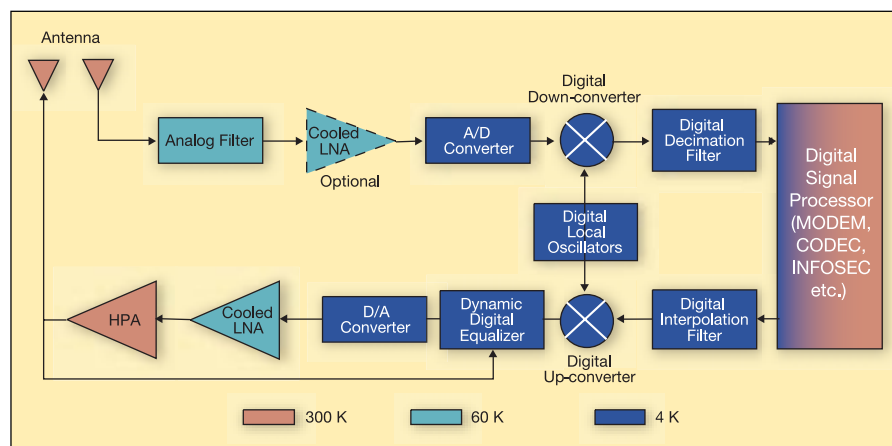 Antenna
Analog Filter
Cooled
LNA
Optional
A/D
Converter
Digital
Down-converter
Digital
Decimation
Filter
Digital
Signal
Processor
(MODEM,
CODEC,
INFOSEC
etc.)
Digital
Local
Oscillators
HPA
Cooled
LNA
D/A
Converter
Dynamic
Digital
Equalizer
Digital
Up-converter
Digital
Interpolation
Filter
300 K
60 K
4 K